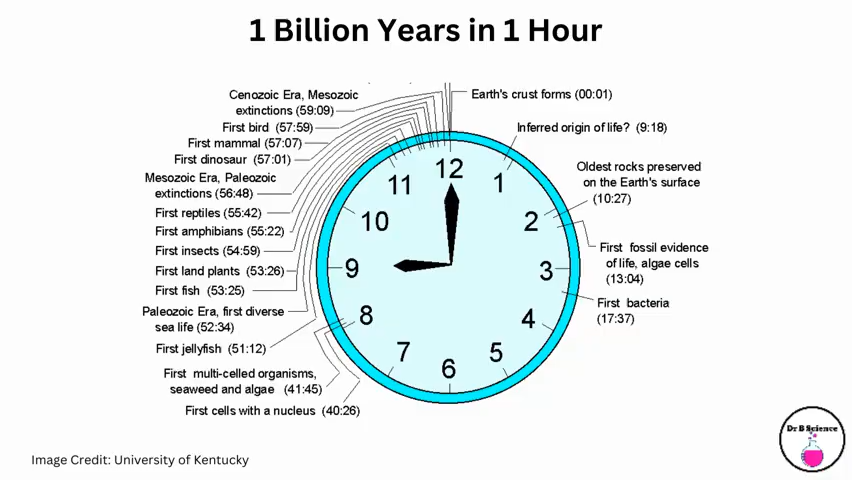 1 Billion Years in 1 Hour
Cenozoic Era, Mesozoic
extinctions (59:09)
First bird (57:59)
First mammal (57:07)
First dinosaur (57:01)
Mesozoic Era, Paleozoic
extinctions (56:48)
First reptiles (55:42)
First amphibians (55:22)
First insects (54:59)
First land plants (53:26)
First fish (53:25)
Paleozoic Era, first diverse
sea life (52:34)
First jellyfish (51:12)
First multi-celled organisms,
seaweed and algae (41:45)
First cells with a nucleus (40:26)
Earth's crust forms (00:01)
Inferred origin of life? (9:18)
Oldest rocks preserved
on the Earth's surface
(10:27)
First fossil evidence
of life, algae cells
(13:04)
First bacteria
(17:37)
12
1
2
3
4
5
6
7
8
9
10
11
Image Credit: University of Kentucky
Dr B Science